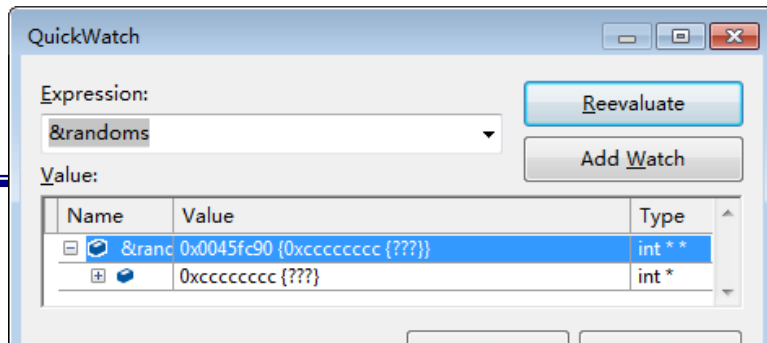 QuickWatch
Expression:
Reevaluate
&randoms
Add Watch
Value:
Name Value Type
&ranc 0x0045fc90 {0xcccccccc {???}} int * *
0xcccccccc {???} int *